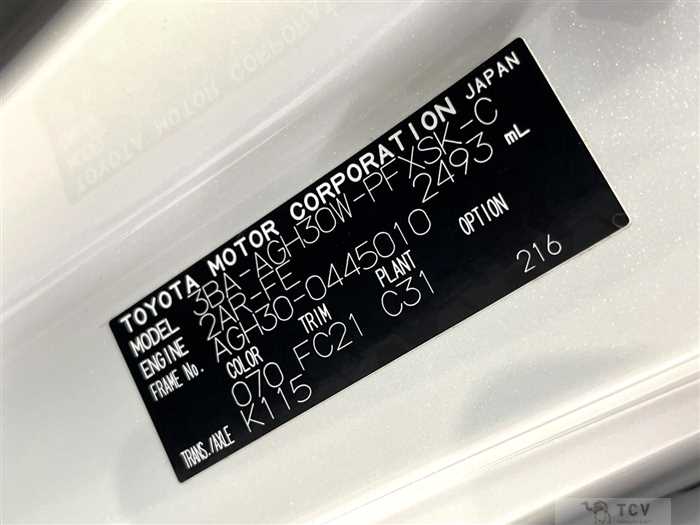 TOYOTA MOTOR CORPORATION JAPAN
MODEL 3BA-AGH30W-PFXSK-C
ENGINE 2AR-FE 2493 mL
FRAME No. AGH30-0445010
COLOR TRIM PLANT OPTION
070 FC21 C31 216
TRANS./AXLE K115
TCV